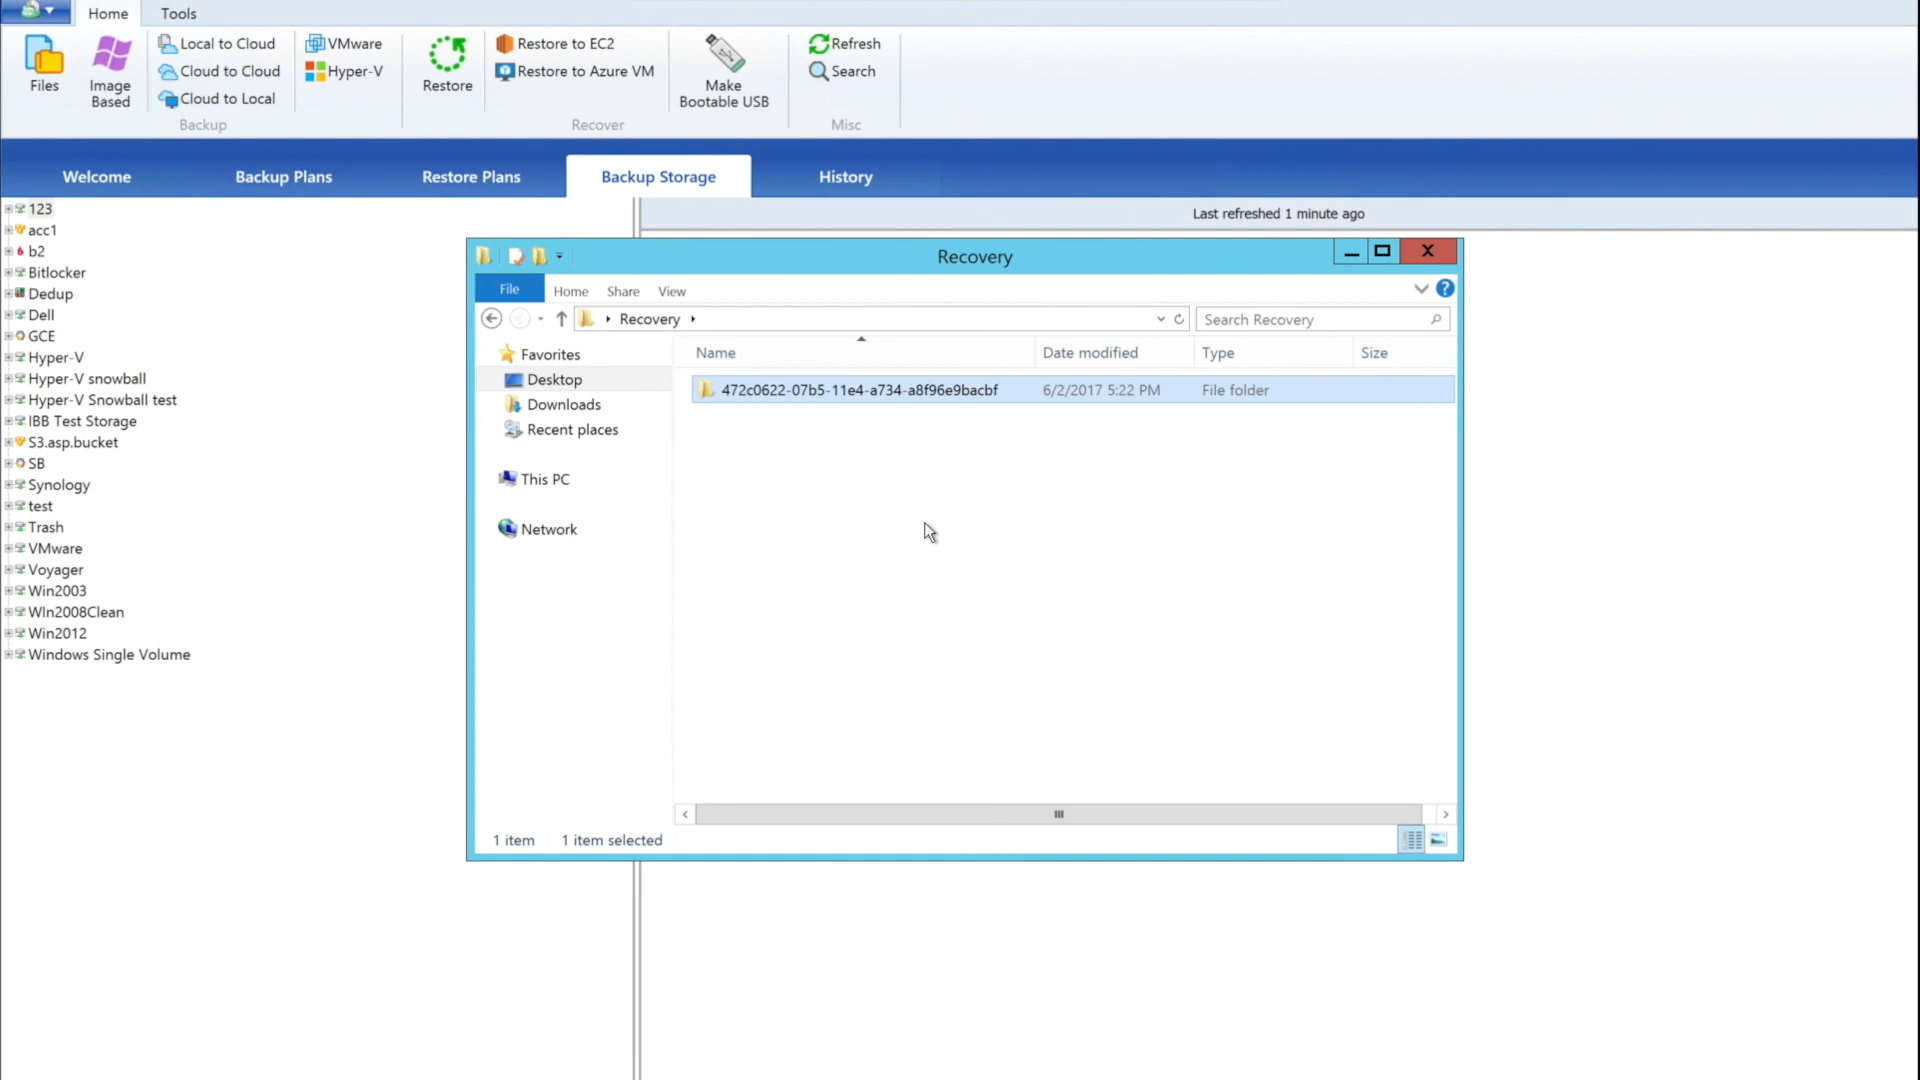 Home Tools
Files
Image
Based
Local to Cloud
Cloud to Cloud
Cloud to Local
VMware
Hyper-V
Backup
Restore
Restore to EC2
Restore to Azure VM
Make
Bootable USB
Recover
Refresh
Search
Misc
Welcome Backup Plans Restore Plans Backup Storage History
Last refreshed 1 minute ago
123
acc1
b2
Bitlocker
Dedup
Dell
GCE
Hyper-V
Hyper-V snowball
Hyper-V Snowball test
IBB Test Storage
S3.asp.bucket
SB
Synology
test
Trash
VMware
Voyager
Win2003
WIn2008Clean
Win2012
Windows Single Volume
Recovery
File Home Share View
Recovery
Search Recovery
Favorites
Desktop
Downloads
Recent places
This PC
Network
Name Date modified Type Size
472c0622-07b5-11e4-a734-a8f96e9bacbf 6/2/2017 5:22 PM File folder
1 item 1 item selected